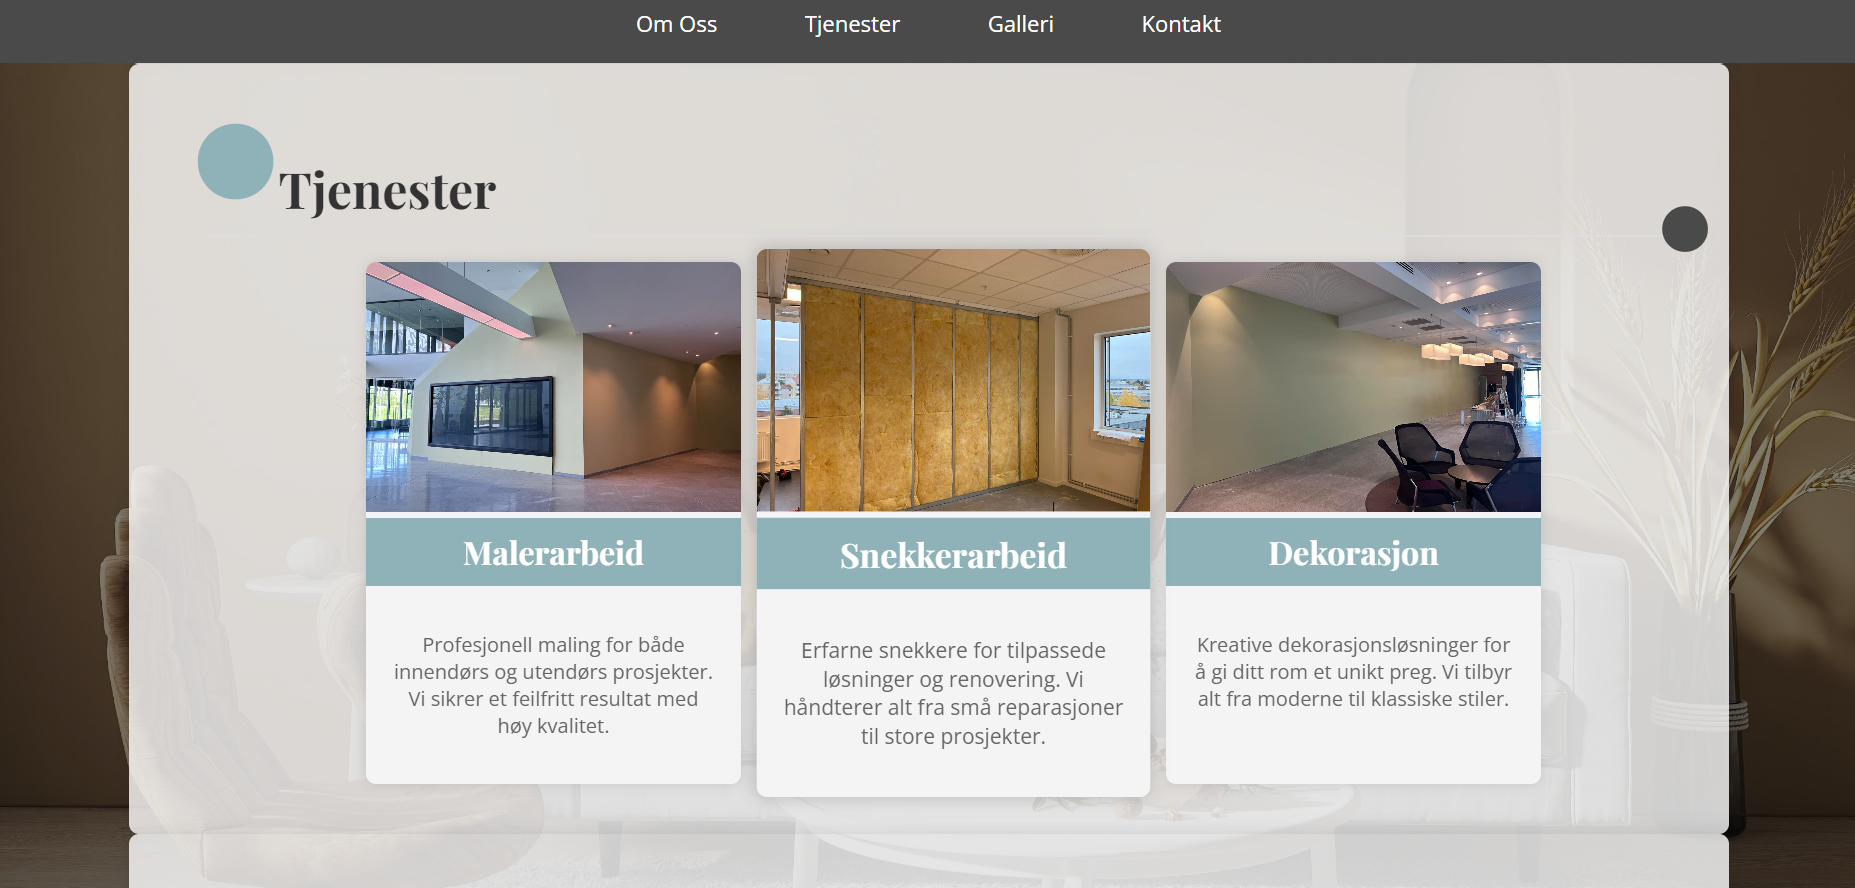 Om Oss
Tjenester
Galleri
Kontakt
Tjenester
Malerarbeid
Profesjonell maling for både
innendørs og utendørs prosjekter.
Vi sikrer et feilfritt resultat med
høy kvalitet.
Snekkerarbeid
Erfarne snekkere for tilpassede
løsninger og renovering. Vi
håndterer alt fra små reparasjoner
til store prosjekter.
Dekorasjon
Kreative dekorasjonsløsninger for
å gi ditt rom et unikt preg. Vi tilbyr
alt fra moderne til klassiske stiler.